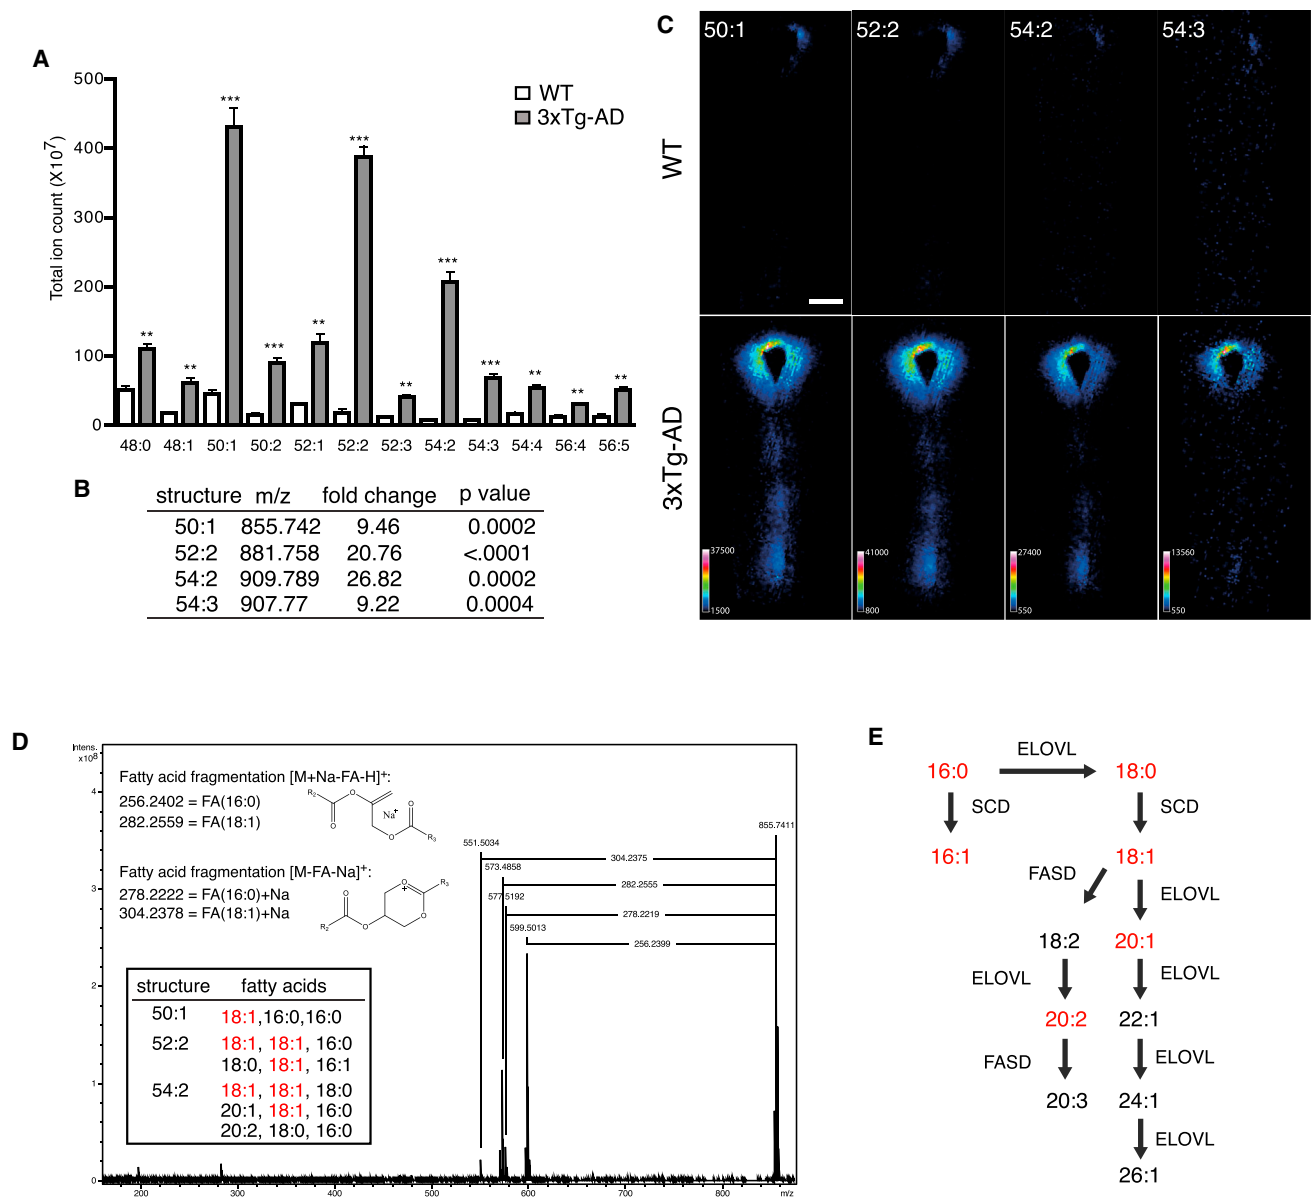 A
500
400
300
200
100
0
Total ion count (X10⁷)
WT
3xTg-AD
** ** *** *** ** *** ** *** *** ** ** **
48:0 48:1 50:1 50:2 52:1 52:2 52:3 54:2 54:3 54:4 56:4 56:5
B
structure m/z fold change p value
50:1 855.742 9.46 0.0002
52:2 881.758 20.76 <.0001
54:2 909.789 26.82 0.0002
54:3 907.77 9.22 0.0004
C
50:1 52:2 54:2 54:3
WT
3xTg-AD
37500 41000 27400 13560
1500 800 550 550
D
Intens.
x10⁸
4
3
2
1
0
Fatty acid fragmentation [M+Na-FA-H]⁺:
256.2402 = FA(16:0)
282.2559 = FA(18:1)
R₂ O O Na⁺ O O R₃
Fatty acid fragmentation [M-FA-Na]⁺:
278.2222 = FA(16:0)+Na
304.2378 = FA(18:1)+Na
R₂ O O O + O R₃
855.7411
551.5034
304.2375
573.4858
282.2555
577.5192
278.2219
599.5013
256.2399
structure fatty acids
50:1 18:1,16:0,16:0
52:2 18:1, 18:1, 16:0
18:0, 18:1, 16:1
54:2 18:1, 18:1, 18:0
20:1, 18:1, 16:0
20:2, 18:0, 16:0
200 300 400 500 600 700 800 m/z
E
ELOVL
16:0 18:0
SCD SCD
16:1 18:1
FASD
ELOVL
18:2 20:1
ELOVL ELOVL
20:2 22:1
FASD ELOVL
20:3 24:1
ELOVL
26:1